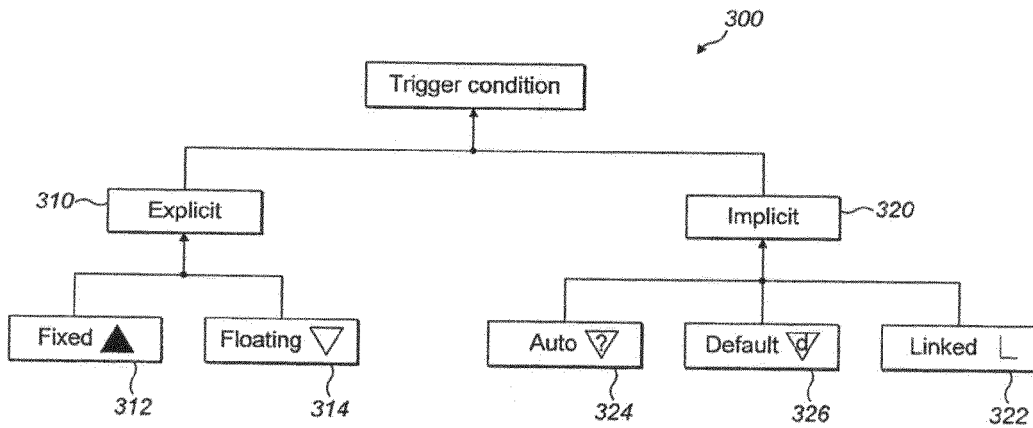 300
Trigger condition
310
Explicit
Implicit
320
Fixed
Floating
Auto ?
Default d
Linked
312
314
324
326
322